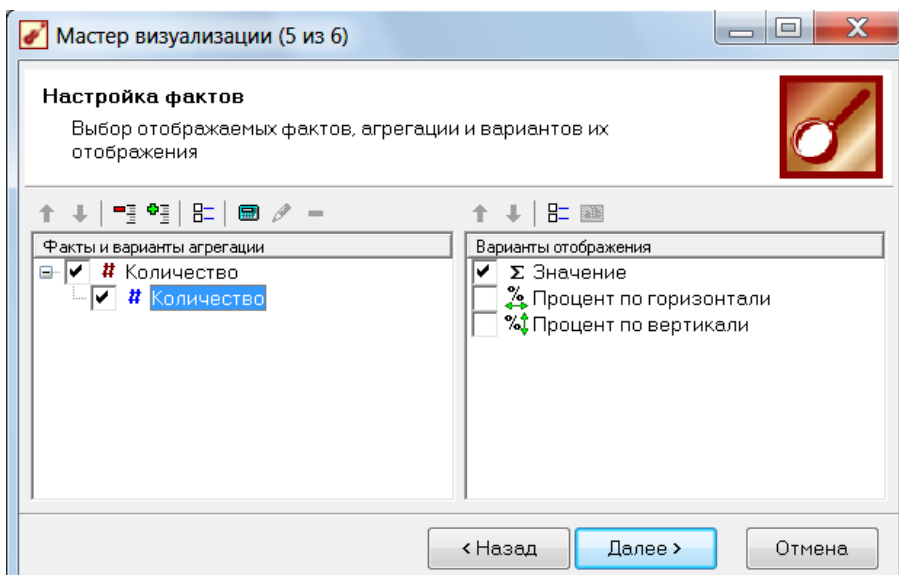 Мастер визуализации (5 из 6)
Настройка фактов
Выбор отображаемых фактов, агрегации и вариантов их
отображения
Факты и варианты агрегации
# Количество
# Количество
Варианты отображения
Σ Значение
% Процент по горизонтали
% Процент по вертикали
< Назад
Далее >
Отмена